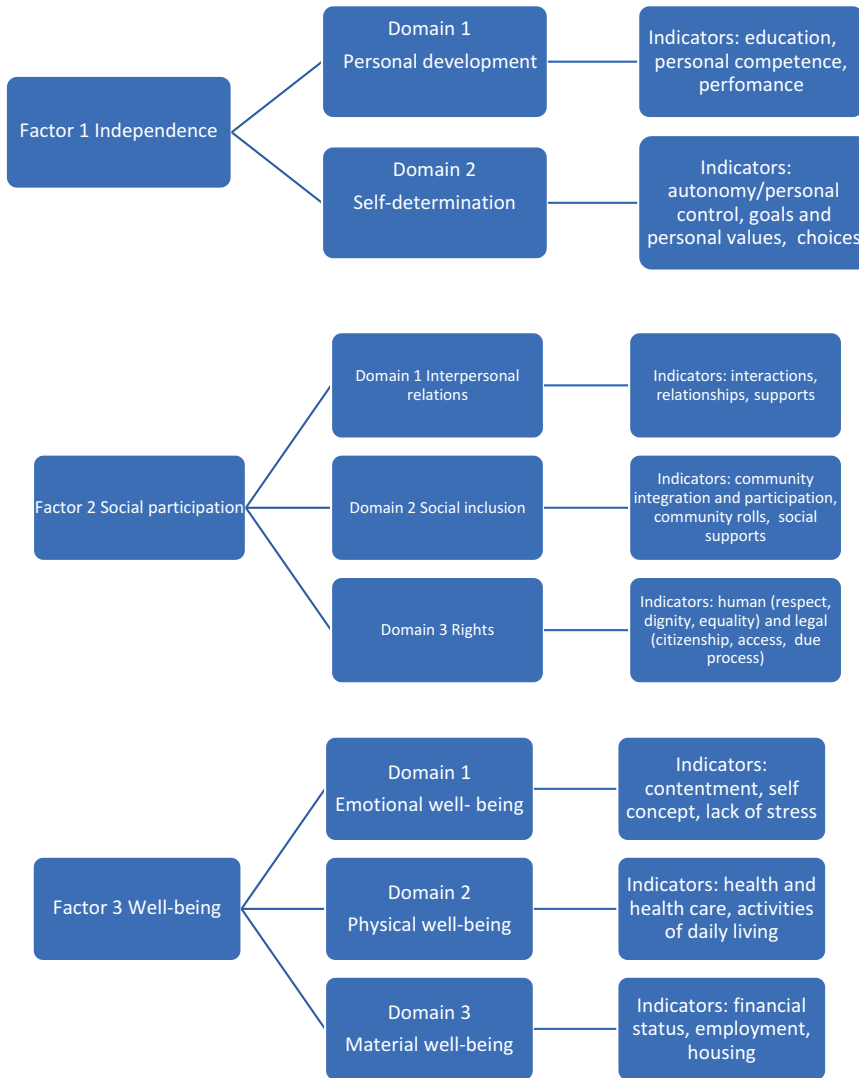 Factor 1 Independence
Domain 1
Personal development
Indicators: education,
personal competence,
perfomance
Domain 2
Self-determination
Indicators:
autonomy/personal
control, goals and
personal values, choices
Factor 2 Social participation
Domain 1 Interpersonal
relations
Indicators: interactions,
relationships, supports
Domain 2 Social inclusion
Indicators: community
integration and participation,
community rolls, social
supports
Domain 3 Rights
Indicators: human (respect,
dignity, equality) and legal
(citizenship, access, due
process)
Factor 3 Well-being
Domain 1
Emotional well- being
Indicators:
contentment, self
concept, lack of stress
Domain 2
Physical well-being
Indicators: health and
health care, activities
of daily living
Domain 3
Material well-being
Indicators: financial
status, employment,
housing